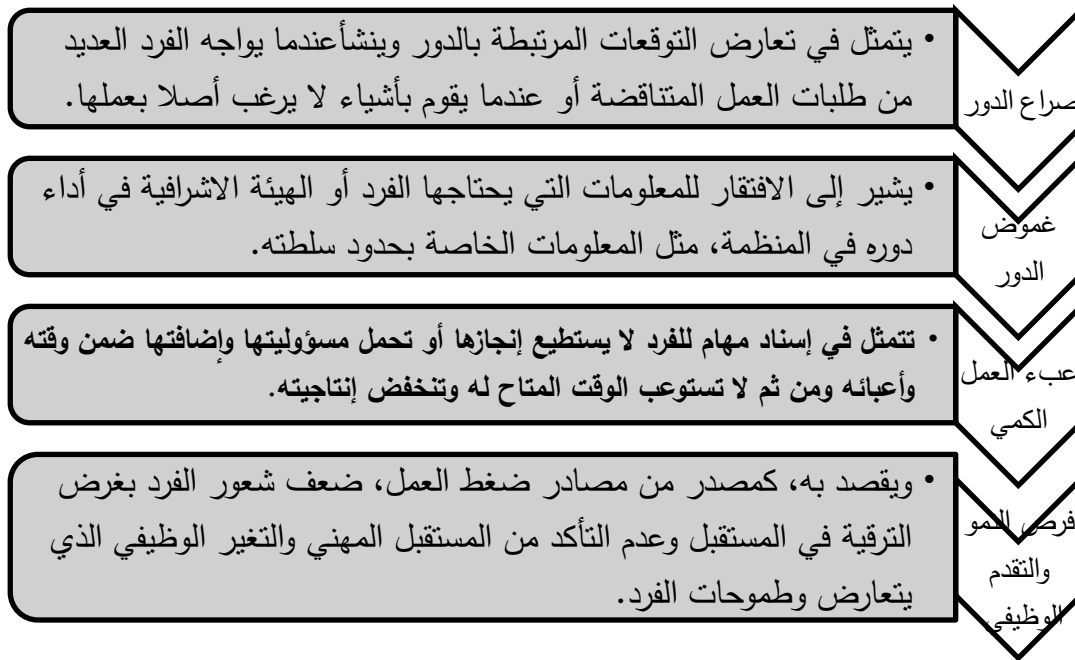 صراع الدور
• يتمثل في تعارض التوقعات المرتبطة بالدور وينشأعندما يواجه الفرد العديد
من طلبات العمل المتناقضة أو عندما يقوم بأشياء لا يرغب أصلا بعملها.
غموض
الدور
• يشير إلى الافتقار للمعلومات التي يحتاجها الفرد أو الهيئة الاشرافية في أداء
دوره في المنظمة، مثل المعلومات الخاصة بحدود سلطته.
عبء العمل
الكمي
• تتمثل في إسناد مهام للفرد لا يستطيع إنجازها أو تحمل مسؤوليتها وإضافتها ضمن وقته
وأعبائه ومن ثم لا تستوعب الوقت المتاح له وتنخفض إنتاجيته.
فرص النمو
والتقدم
الوظيفي
• ويقصد به، كمصدر من مصادر ضغط العمل، ضعف شعور الفرد بغرض
الترقية في المستقبل وعدم التأكد من المستقبل المهني والتغير الوظيفي الذي
يتعارض وطموحات الفرد.